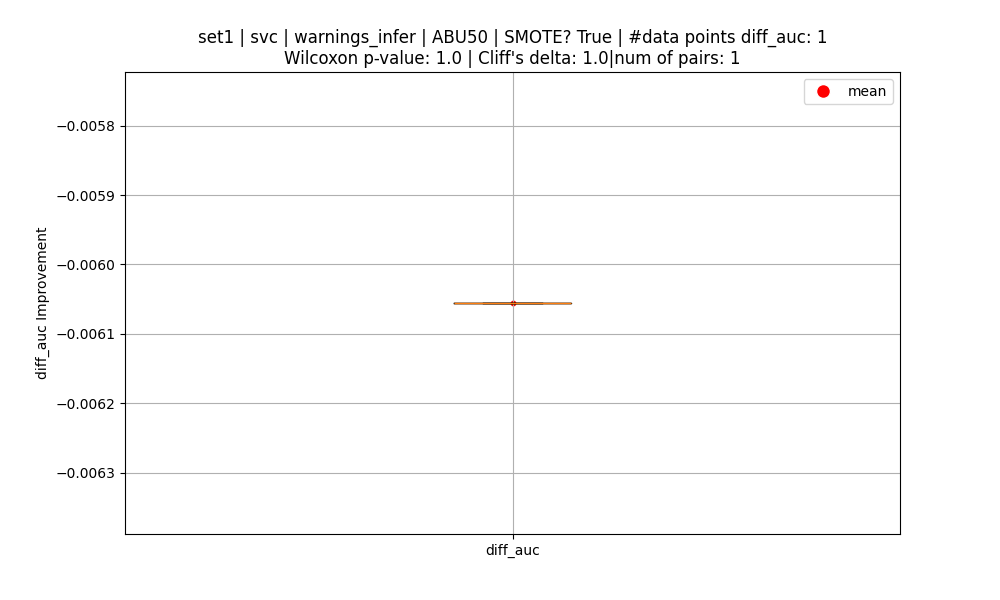 set1 | svc | warnings_infer | ABU50 | SMOTE? True | #data points diff_auc: 1
Wilcoxon p-value: 1.0 | Cliff's delta: 1.0|num of pairs: 1
mean
−0.0058
−0.0059
−0.0060
−0.0061
−0.0062
−0.0063
diff_auc Improvement
diff_auc